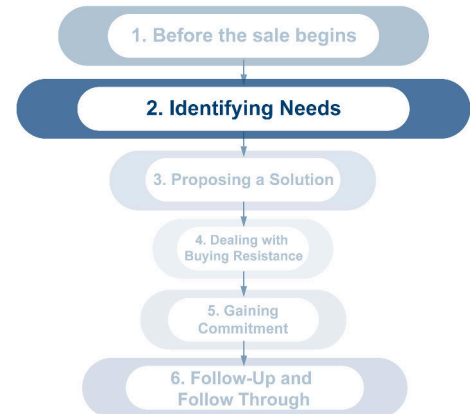 1. Before the sale begins
2. Identifying Needs
3. Proposing a Solution
4. Dealing with
Buying Resistance
5. Gaining
Commitment
6. Follow-Up and
Follow Through